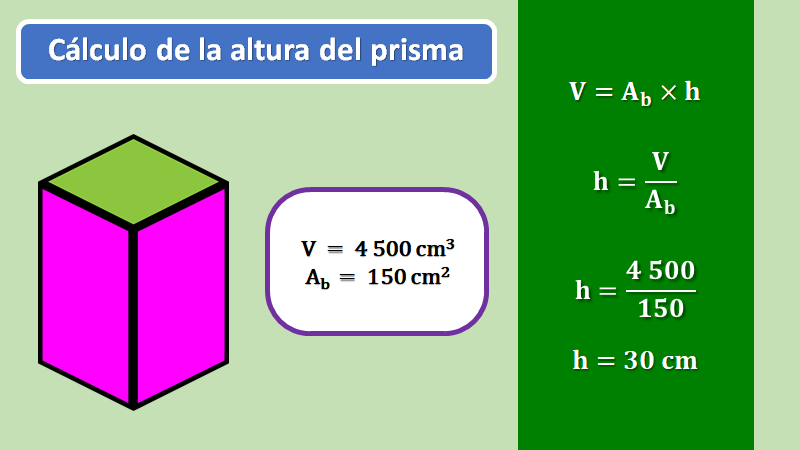 Cálculo de la altura del prisma
V = 4 500 cm³
A_b = 150 cm²
V = A_b × h
h = V/A_b
h = 4 500/150
h = 30 cm